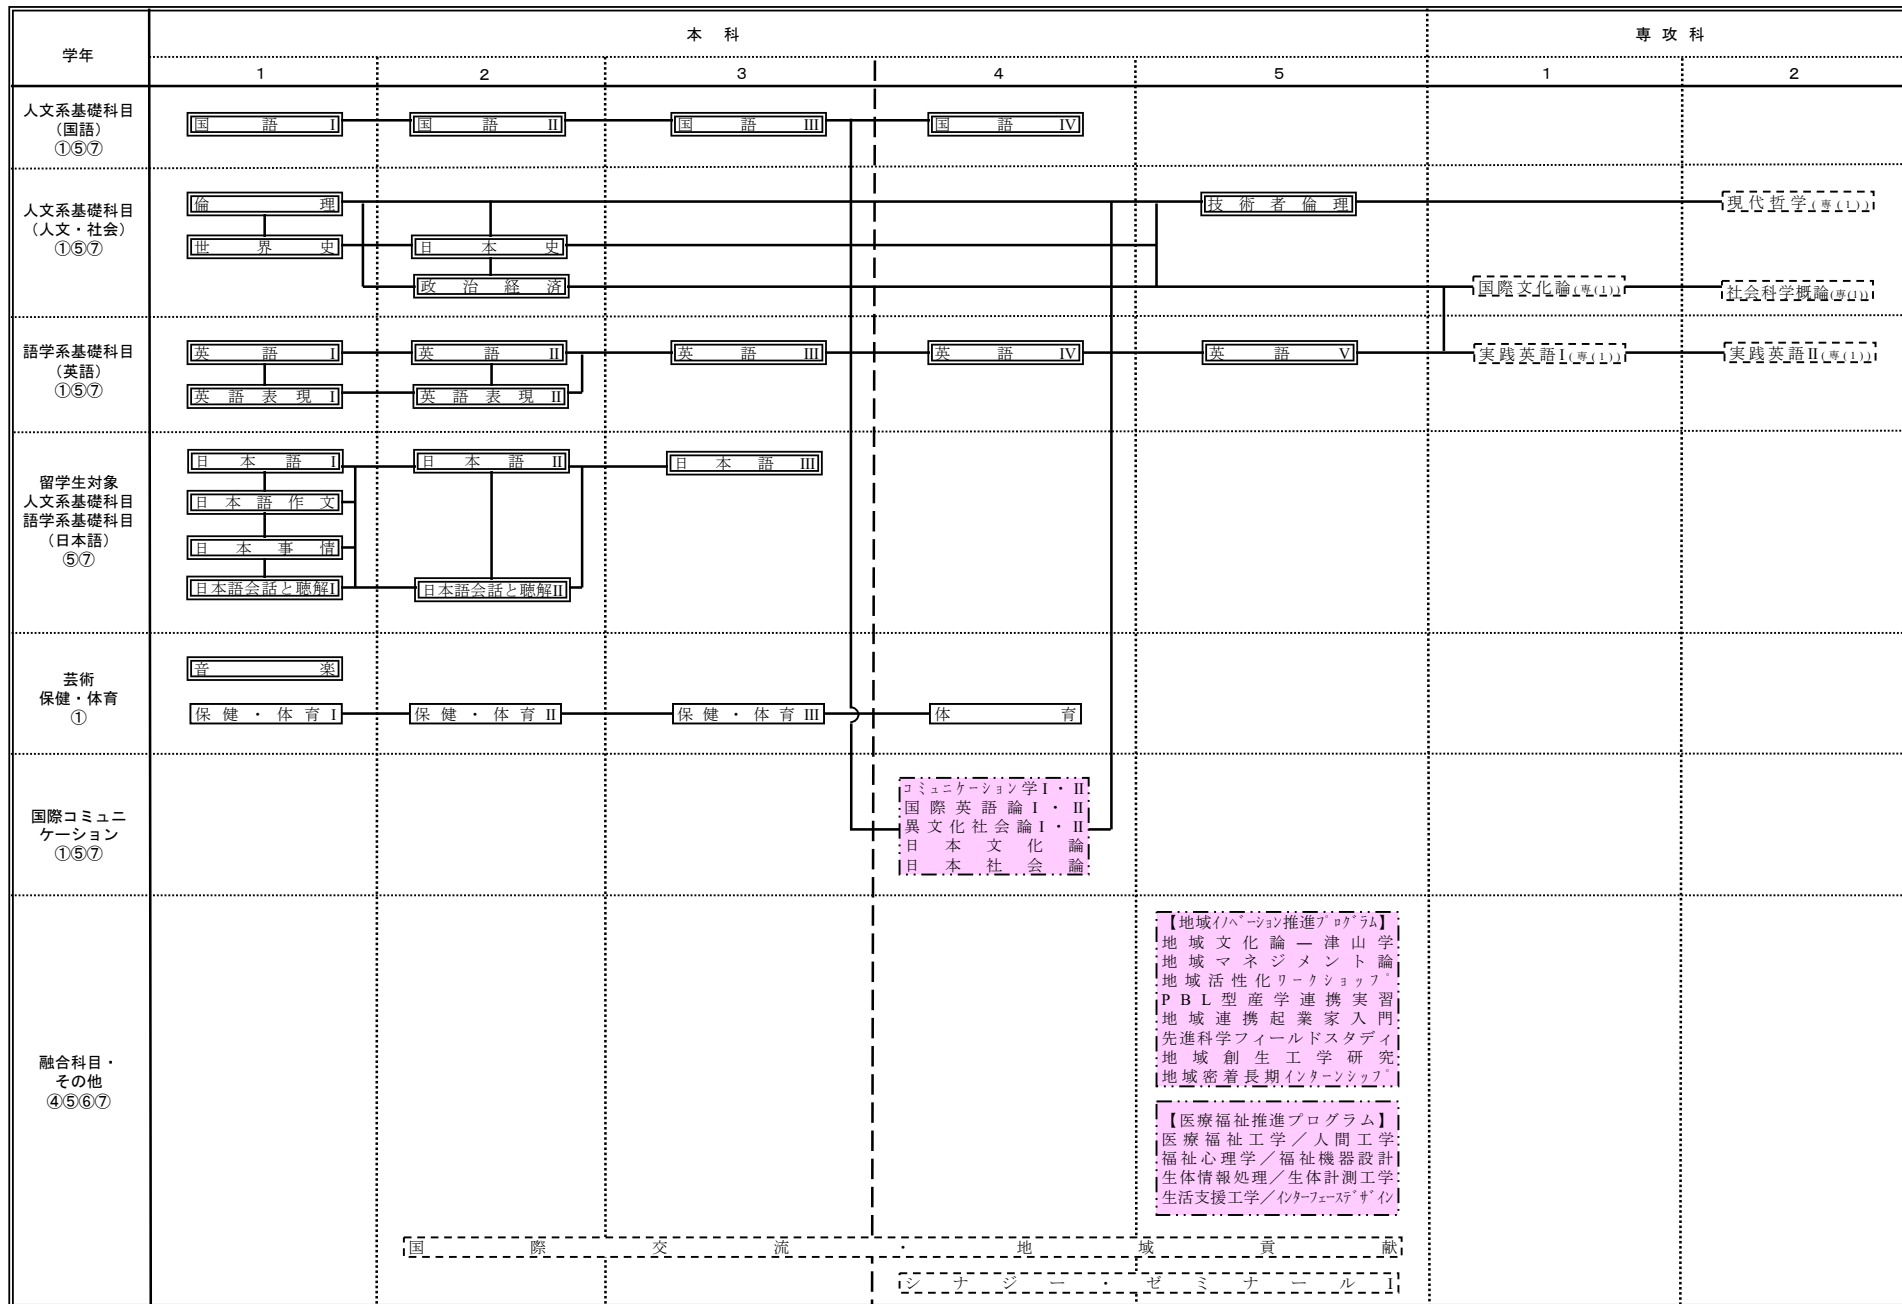 学年
本 科
専 攻 科
1
2
3
4
5
1
2
人文系基礎科目
（国語）
①⑤⑦
国 語 I
国 語 II
国 語 III
国 語 IV
人文系基礎科目
（人文・社会）
①⑤⑦
倫 理
技 術 者 倫 理
現代哲学(専(1))
世 界 史
日 本 史
政 治 経 済
国際文化論(専(1))
社会科学概論(専(1))
語学系基礎科目
（英語）
①⑤⑦
英 語 I
英 語 II
英 語 III
英 語 IV
英 語 V
実践英語I(専(1))
実践英語II(専(1))
英 語 表 現 I
英 語 表 現 II
留学生対象
人文系基礎科目
語学系基礎科目
（日本語）
⑤⑦
日 本 語 I
日 本 語 II
日 本 語 III
日 本 語 作 文
日 本 事 情
日本語会話と聴解I
日本語会話と聴解II
芸術
保健・体育
①
音 楽
保 健 ・ 体 育 I
保 健 ・ 体 育 II
保 健 ・ 体 育 III
体 育
国際コミュニ
ケーション
①⑤⑦
コミュニケーション学I・II
国 際 英 語 論 I ・ II
異文化社会論I・II
日 本 文 化 論
日 本 社 会 論
融合科目・
その他
④⑤⑥⑦
【地域イノベーション推進プログラム】
地 域 文 化 論 ― 津 山 学
地 域 マ ネ ジ メ ン ト 論
地 域 活 性 化 ワークショップ
P B L 型 産 学 連 携 実 習
地 域 連 携 起 業 家 入 門
先進科学フィールドスタディ
地 域 創 生 工 学 研 究
地域密着長期インターンシップ
【医療福祉推進プログラム】
医療福祉工学／人間工学
福祉心理学／福祉機器設計
生体情報処理／生体計測工学
生活支援工学／インターフェースデザイン
国 際 交 流 ・ 地 域 貢 献
シ ナ ジ ー ・ ゼ ミ ナ ー ル I